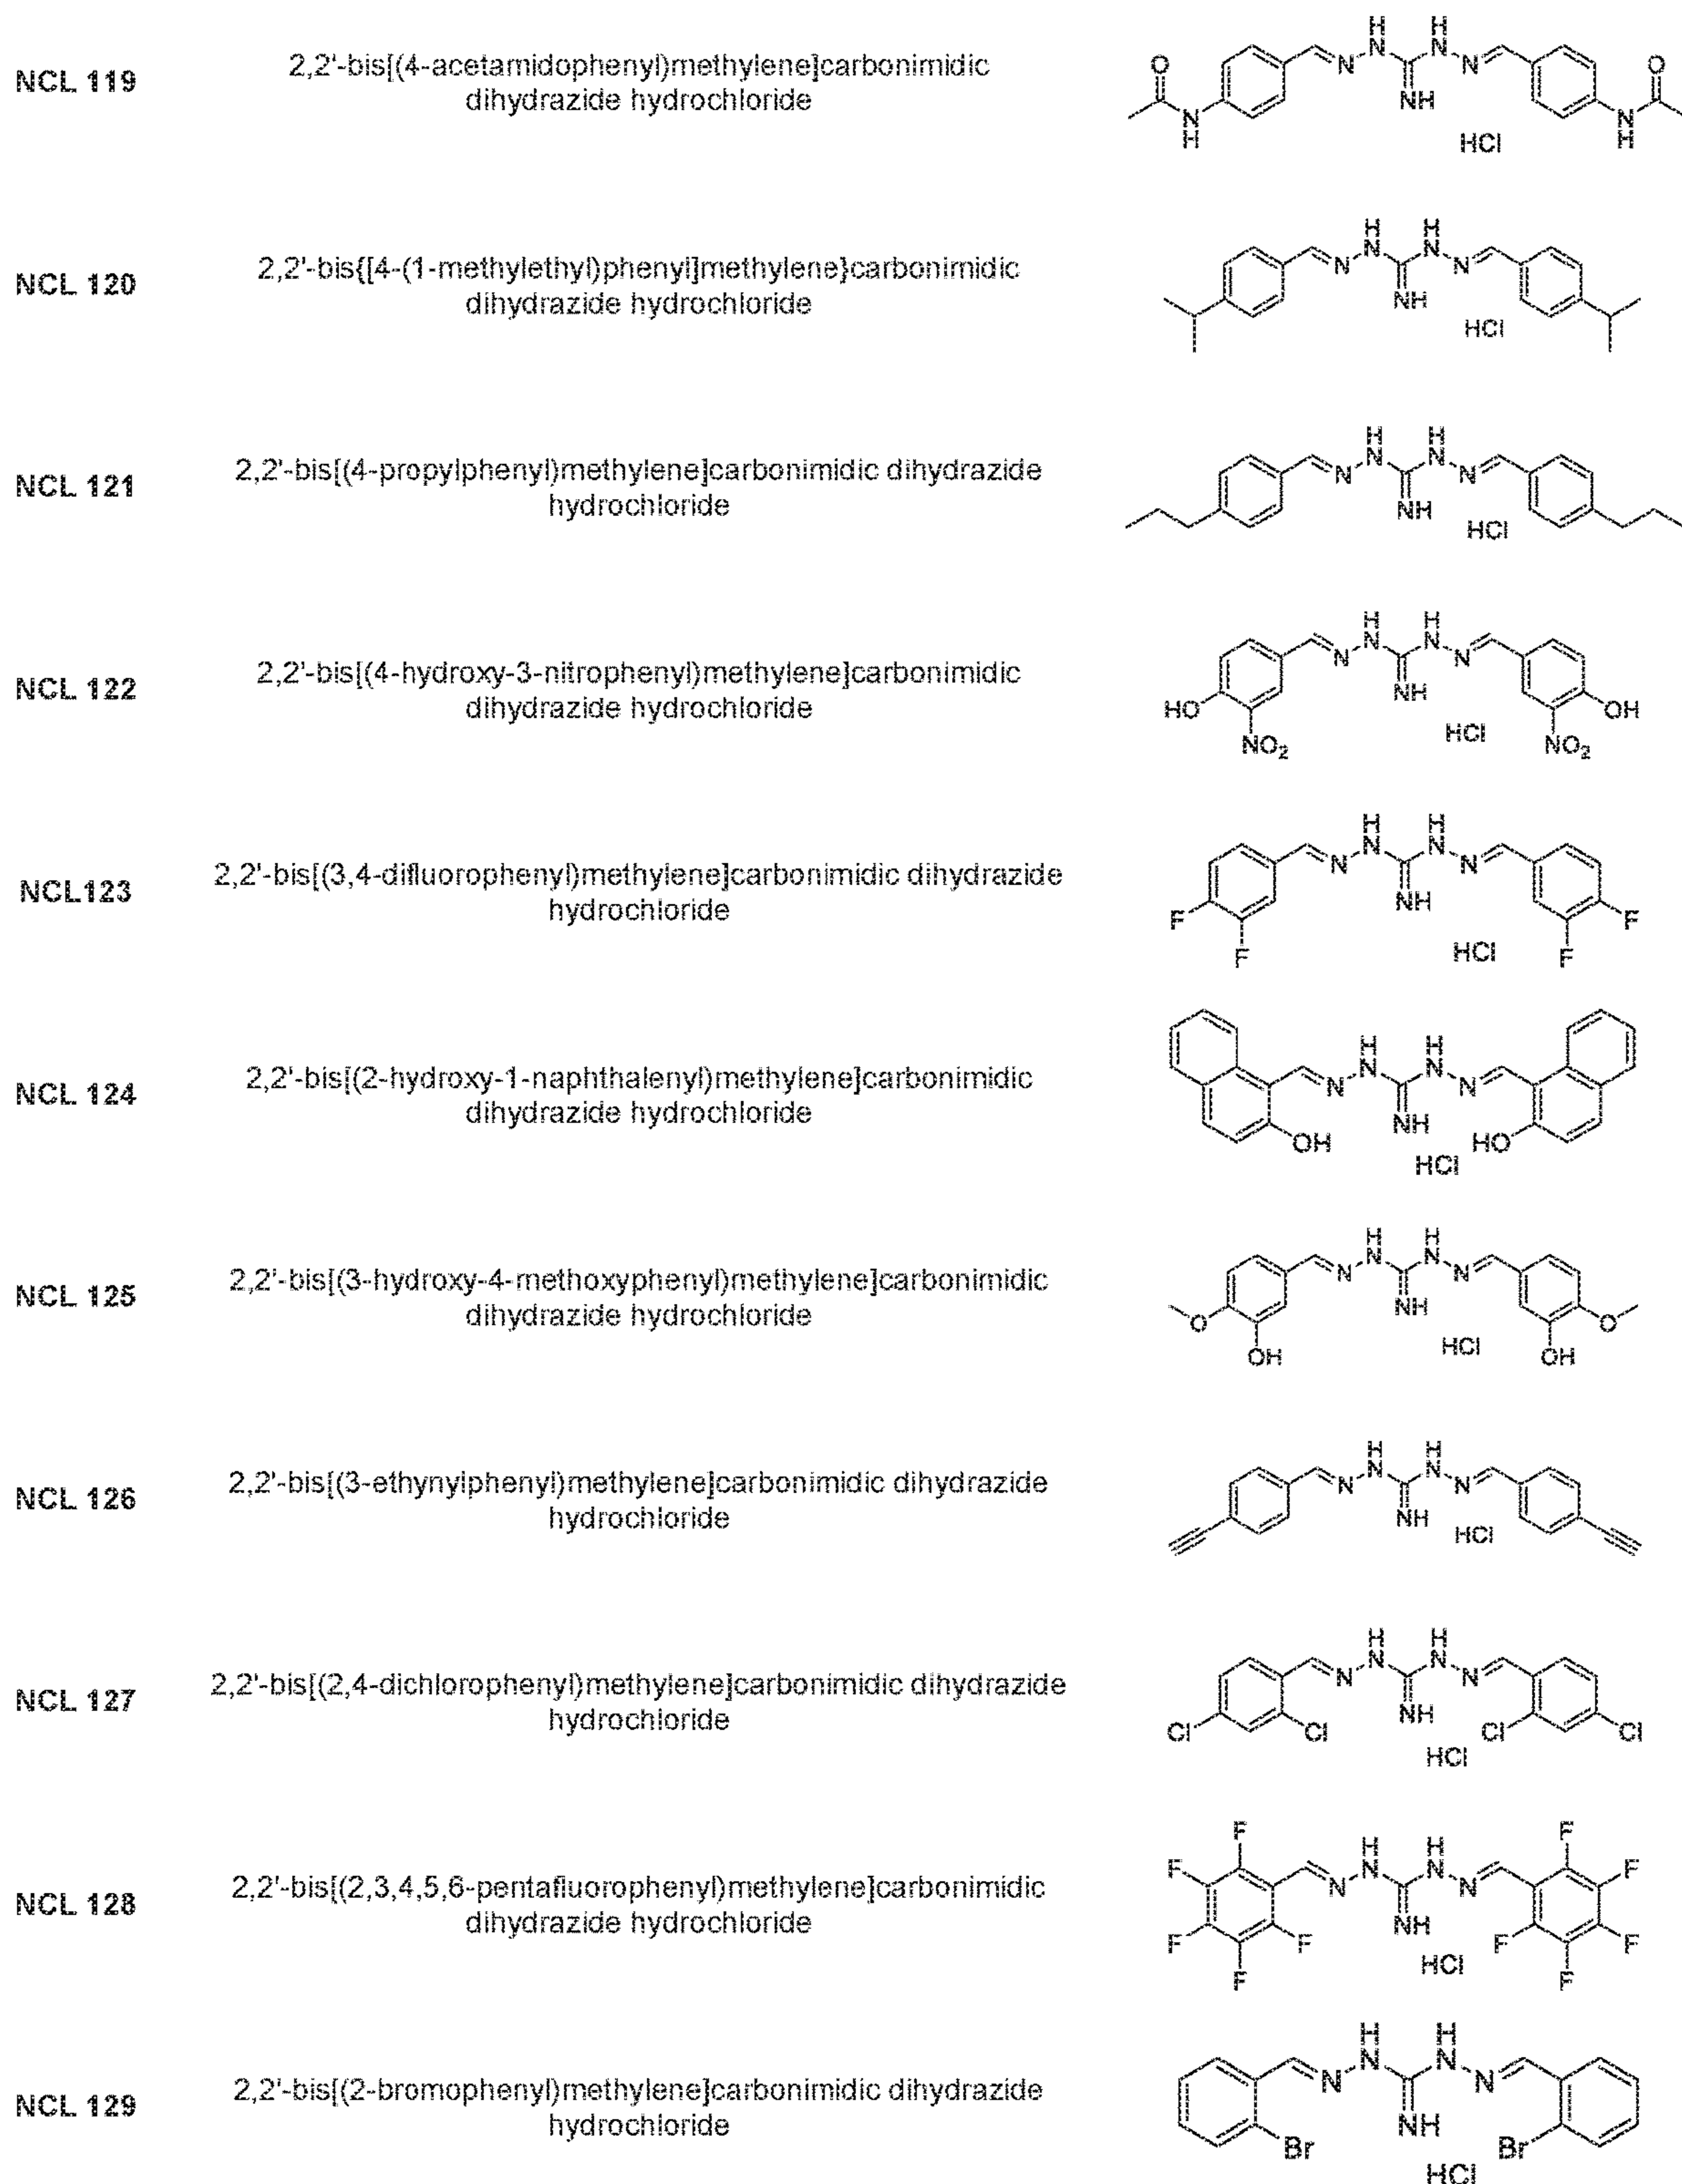 NCL 119
2,2'-bis[(4-acetamidophenyl)methylene]carbonimidic
dihydrazide hydrochloride
H H
O N N O
N N
NH
N N
H HCl H
NCL 120
2,2'-bis{[4-(1-methylethyl)phenyl]methylene}carbonimidic
dihydrazide hydrochloride
H H
N N
N N
NH
HCl
NCL 121
2,2'-bis[(4-propylphenyl)methylene]carbonimidic dihydrazide
hydrochloride
H H
N N
N N
NH
HCl
NCL 122
2,2'-bis[(4-hydroxy-3-nitrophenyl)methylene]carbonimidic
dihydrazide hydrochloride
H H
N N
N N
NH
HO OH
HCl
NO2 NO2
NCL123
2,2'-bis[(3,4-difluorophenyl)methylene]carbonimidic dihydrazide
hydrochloride
H H
N N
N N
NH
F F
F HCl F
NCL 124
2,2'-bis[(2-hydroxy-1-naphthalenyl)methylene]carbonimidic
dihydrazide hydrochloride
H H
N N
N N
NH
OH HO
HCl
NCL 125
2,2'-bis[(3-hydroxy-4-methoxyphenyl)methylene]carbonimidic
dihydrazide hydrochloride
H H
N N
N N
NH
O O
HCl
OH OH
NCL 126
2,2'-bis[(3-ethynylphenyl)methylene]carbonimidic dihydrazide
hydrochloride
H H
N N
N N
NH
HCl
NCL 127
2,2'-bis[(2,4-dichlorophenyl)methylene]carbonimidic dihydrazide
hydrochloride
H H
N N
N N
NH
Cl Cl Cl Cl
HCl
NCL 128
2,2'-bis[(2,3,4,5,6-pentafluorophenyl)methylene]carbonimidic
dihydrazide hydrochloride
F F
H H
F N N F
N N
NH
F F F F
HCl
F F
NCL 129
2,2'-bis[(2-bromophenyl)methylene]carbonimidic dihydrazide
hydrochloride
H H
N N
N N
NH
Br Br
HCl